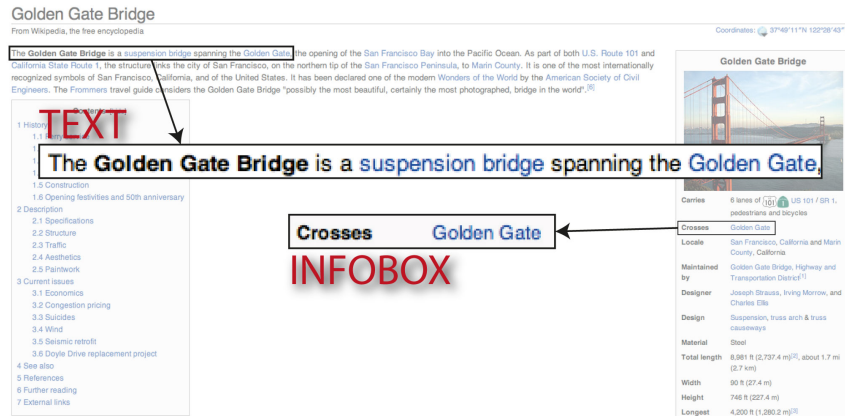 Golden Gate Bridge
From Wikipedia, the free encyclopedia
Coordinates: 37°49′11″N 122°28′43″
The Golden Gate Bridge is a suspension bridge spanning the Golden Gate, the opening of the San Francisco Bay into the Pacific Ocean. As part of both U.S. Route 101 and
California State Route 1, the structure links the city of San Francisco, on the northern tip of the San Francisco Peninsula, to Marin County. It is one of the most internationally
recognized symbols of San Francisco, California, and of the United States. It has been declared one of the modern Wonders of the World by the American Society of Civil
Engineers. The Frommers travel guide considers the Golden Gate Bridge "possibly the most beautiful, certainly the most photographed, bridge in the world".[6]
Contents
1 History
TEXT
1.1
The Golden Gate Bridge is a suspension bridge spanning the Golden Gate,
1.5 Construction
1.6 Opening festivities and 50th anniversary
2 Description
2.1 Specifications
2.2 Structure
2.3 Traffic
2.4 Aesthetics
2.5 Paintwork
3 Current issues
3.1 Economics
3.2 Congestion pricing
3.3 Suicides
3.4 Wind
3.5 Seismic retrofit
3.6 Doyle Drive replacement project
4 See also
5 References
6 Further reading
7 External links
Crosses Golden Gate
INFOBOX
Golden Gate Bridge
Carries 6 lanes of 101 1 US 101 / SR 1,
pedestrians and bicycles
Crosses Golden Gate
Locale San Francisco, California and Marin
County, California
Maintained Golden Gate Bridge, Highway and
by Transportation District[1]
Designer Joseph Strauss, Irving Morrow, and
Charles Ellis
Design Suspension, truss arch & truss
causeways
Material Steel
Total length 8,981 ft (2,737.4 m)[2], about 1.7 mi
(2.7 km)
Width 90 ft (27.4 m)
Height 746 ft (227.4 m)
Longest 4,200 ft (1,280.2 m)[3]